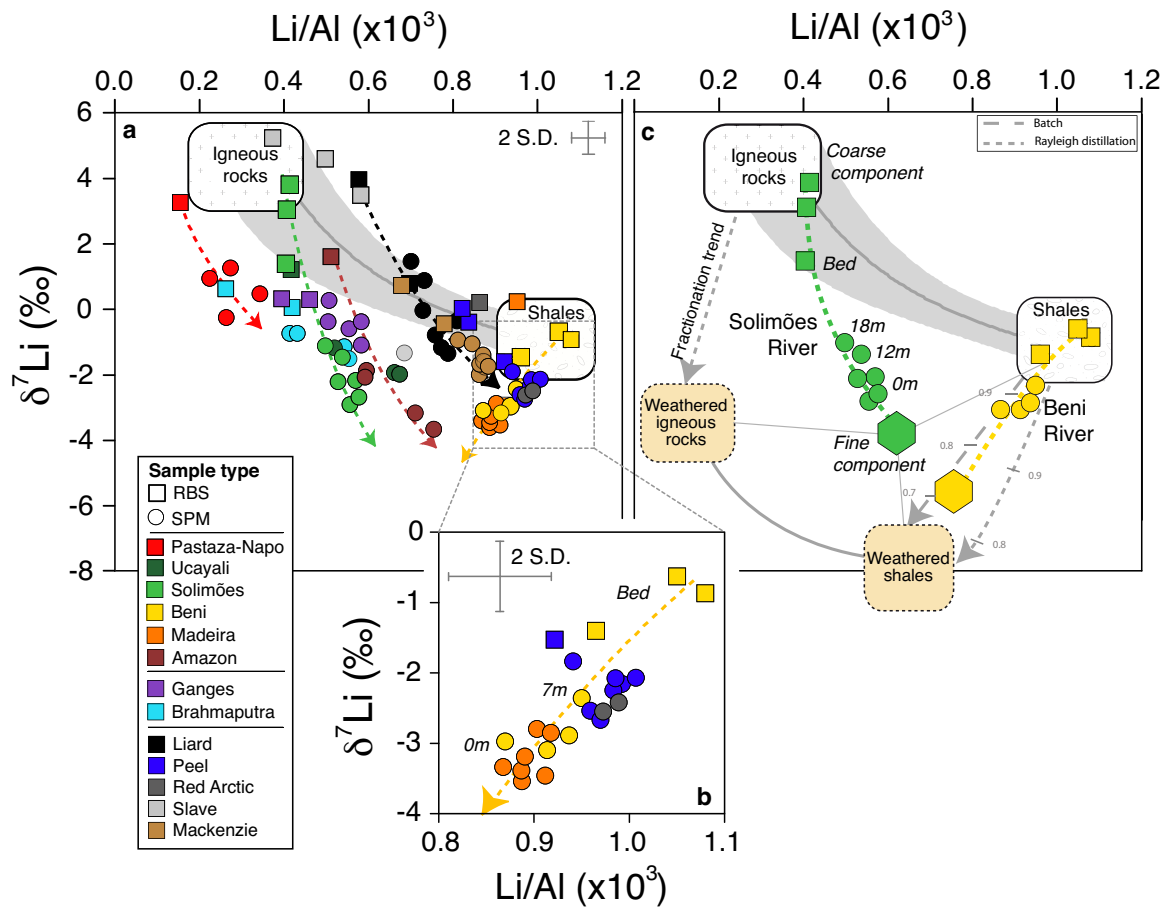 Li/Al (x10³)
0.0 0.2 0.4 0.6 0.8 1.0 1.2
6
4
2
0
-2
-4
-6
-8
δ⁷Li (‰)
a
2 S.D.
Igneous
rocks
Shales
Sample type
RBS
SPM
Pastaza-Napo
Ucayali
Solimões
Beni
Madeira
Amazon
Ganges
Brahmaputra
Liard
Peel
Red Arctic
Slave
Mackenzie
Li/Al (x10³)
0.2 0.4 0.6 0.8 1.0 1.2
c
Batch
Rayleigh distillation
Igneous
rocks
Coarse
component
Bed
Fractionation trend
Solimões
River
18m
12m
0m
Shales
0.9
Beni
River
Weathered
igneous
rocks
Fine
component
0.8
0.9
0.7
0.8
Weathered
shales
0
-1
-2
-3
-4
δ⁷Li (‰)
2 S.D.
Bed
7m
0m
b
0.8 0.9 1.0 1.1
Li/Al (x10³)